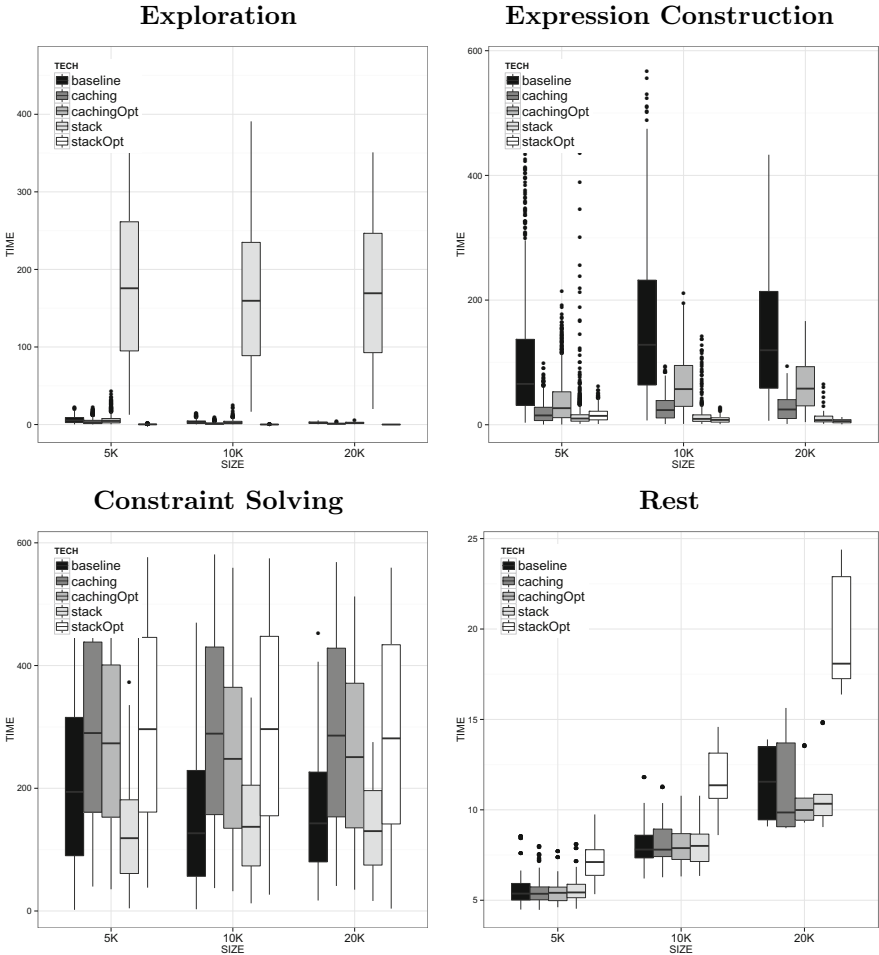 Exploration
TECH
baseline
caching
cachingOpt
stack
stackOpt
400
300
200
100
0
TIME
5K
10K
20K
SIZE
Expression Construction
600
TECH
baseline
caching
cachingOpt
stack
stackOpt
400
200
0
TIME
5K
10K
20K
SIZE
Constraint Solving
600
TECH
baseline
caching
cachingOpt
stack
stackOpt
400
200
0
TIME
5K
10K
20K
SIZE
Rest
25
TECH
baseline
caching
cachingOpt
stack
stackOpt
20
15
10
5
TIME
5K
10K
20K
SIZE